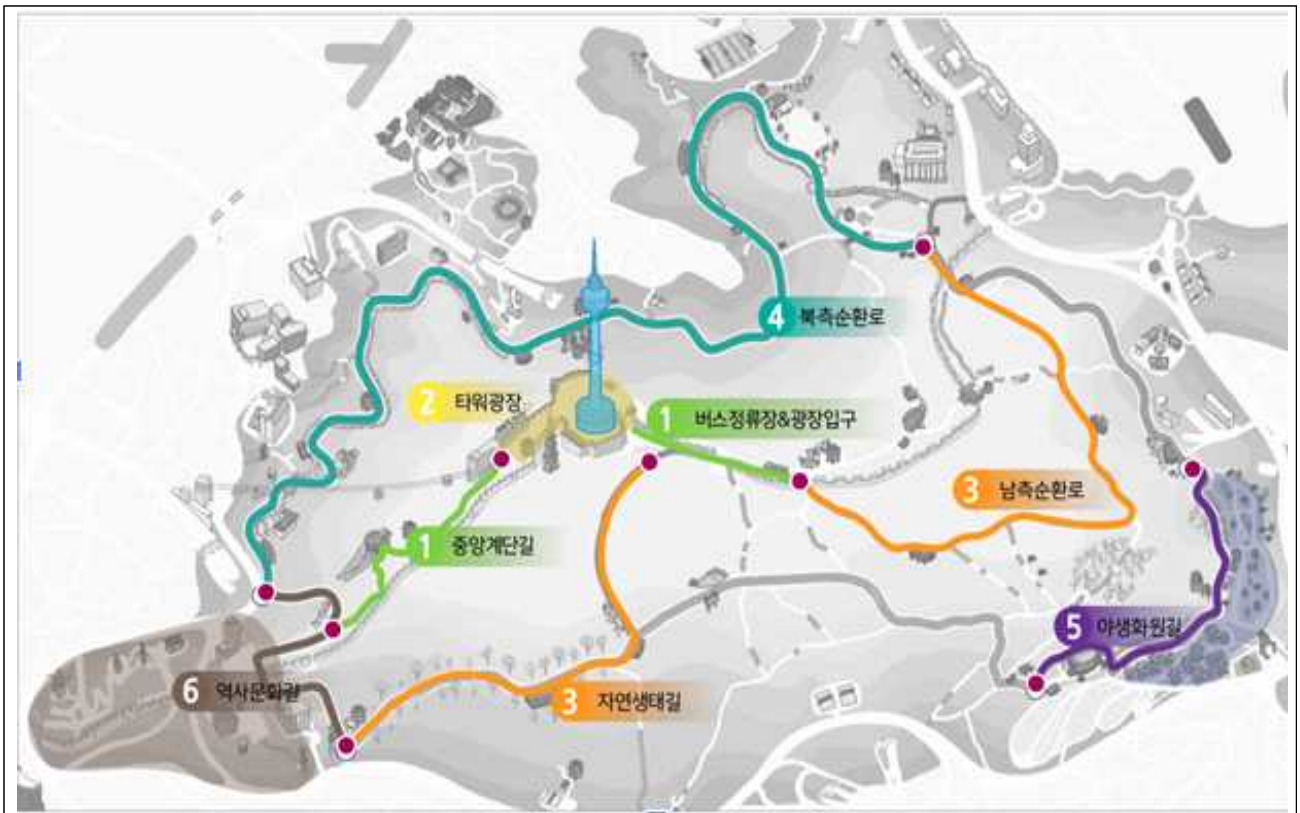 4 북측순환로
2 타워광장
1 버스정류장&광장입구
3 남측순환로
1 중앙계단길
5 야생화원길
6 역사문화길
3 자연생태길